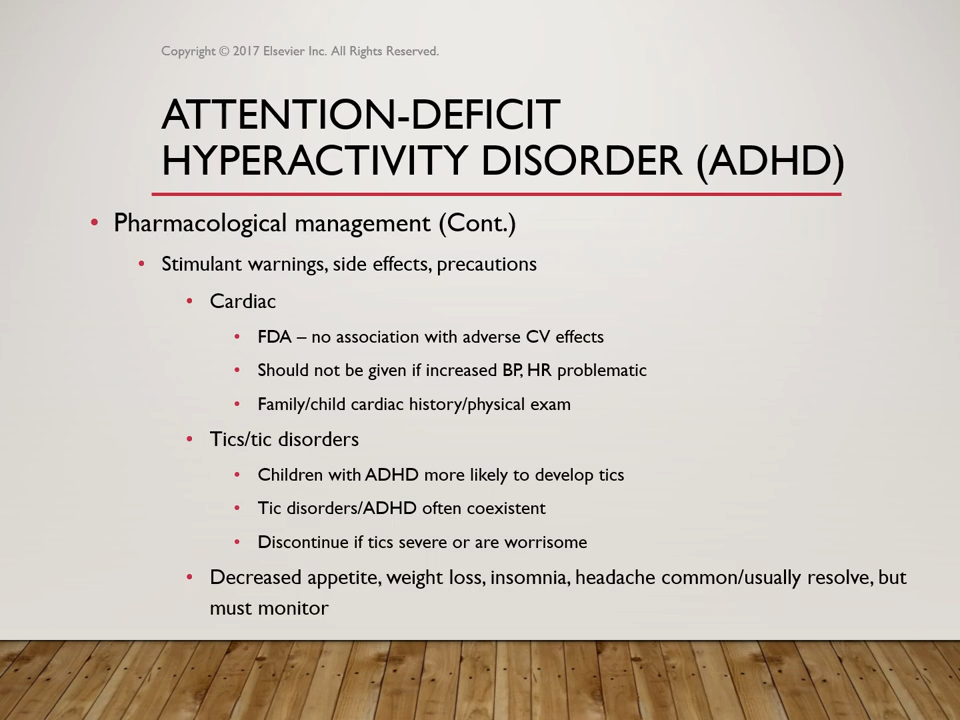 Copyright © 2017 Elsevier Inc. All Rights Reserved.
ATTENTION-DEFICIT
HYPERACTIVITY DISORDER (ADHD)
• Pharmacological management (Cont.)
• Stimulant warnings, side effects, precautions
• Cardiac
• FDA – no association with adverse CV effects
• Should not be given if increased BP, HR problematic
• Family/child cardiac history/physical exam
• Tics/tic disorders
• Children with ADHD more likely to develop tics
• Tic disorders/ADHD often coexistent
• Discontinue if tics severe or are worrisome
• Decreased appetite, weight loss, insomnia, headache common/usually resolve, but
must monitor